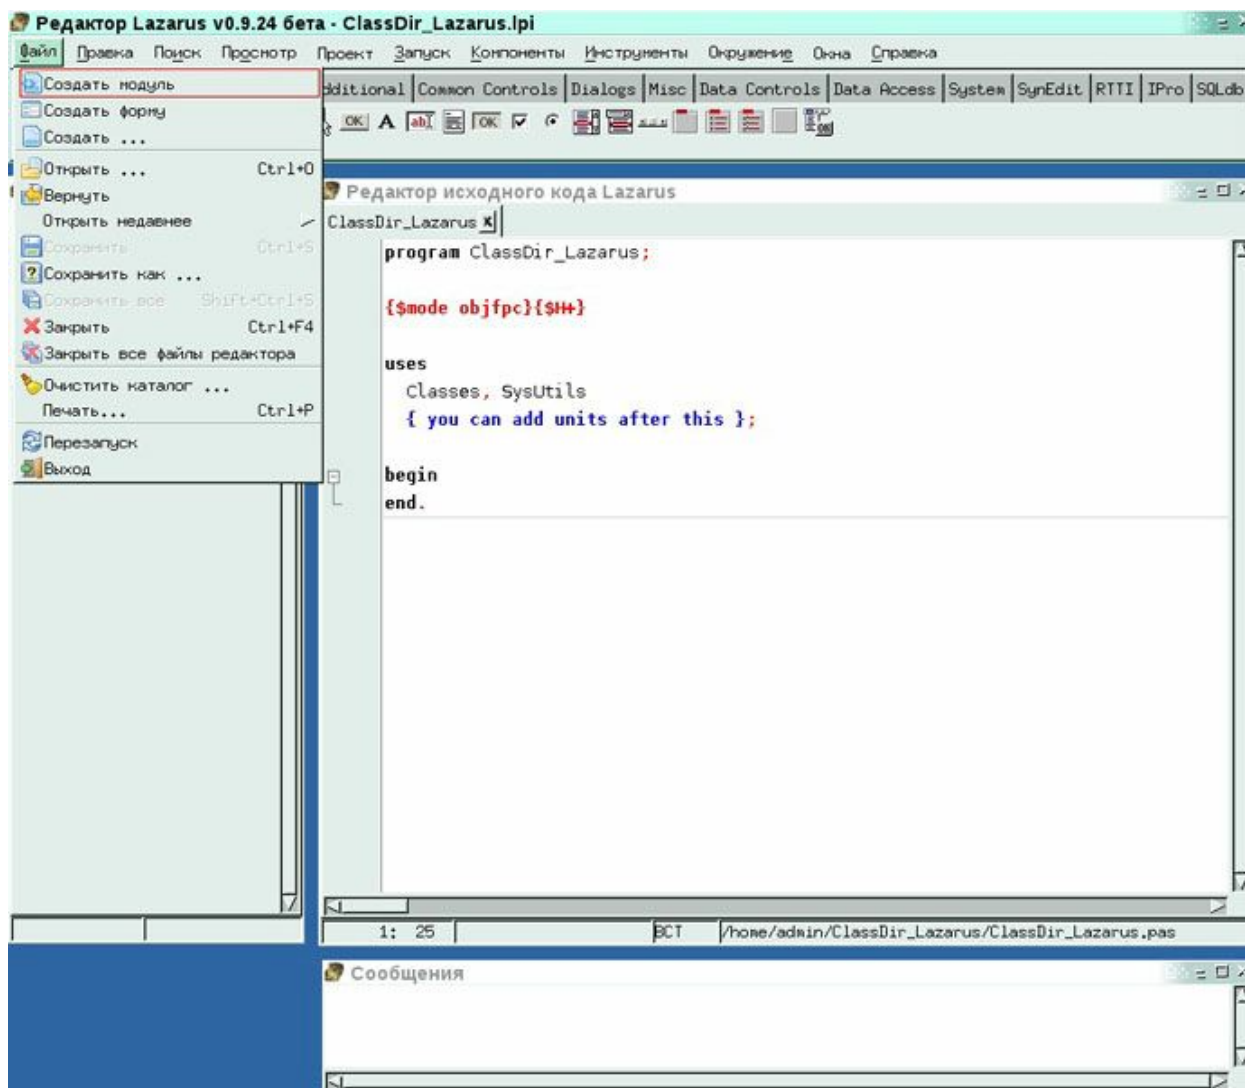 Редактор Lazarus v0.9.24 бета - ClassDir_Lazarus.lpi
Файл Правка Поиск Просмотр Проект Запуск Компоненты Инструменты Окружение Окна Справка
dditional Common Controls Dialogs Misc Data Controls Data Access System SynEdit RTTI IPro SQLdb
Создать модуль
Создать форму
Создать ...
Открыть ... Ctrl+O
Вернуть
Открыть недавнее
Сохранить Ctrl+S
Сохранить как ...
Сохранить все Shift+Ctrl+S
Закрыть Ctrl+F4
Закрыть все файлы редактора
Очистить каталог ...
Печать... Ctrl+P
Перезапуск
Выход
OK A abI OK
Редактор исходного кода Lazarus
ClassDir_Lazarus
program ClassDir_Lazarus;
{$mode objfpc}{$H+}
uses
Classes, SysUtils
{ you can add units after this };
begin
end.
1: 25 ВСТ /home/admin/ClassDir_Lazarus/ClassDir_Lazarus.pas
Сообщения